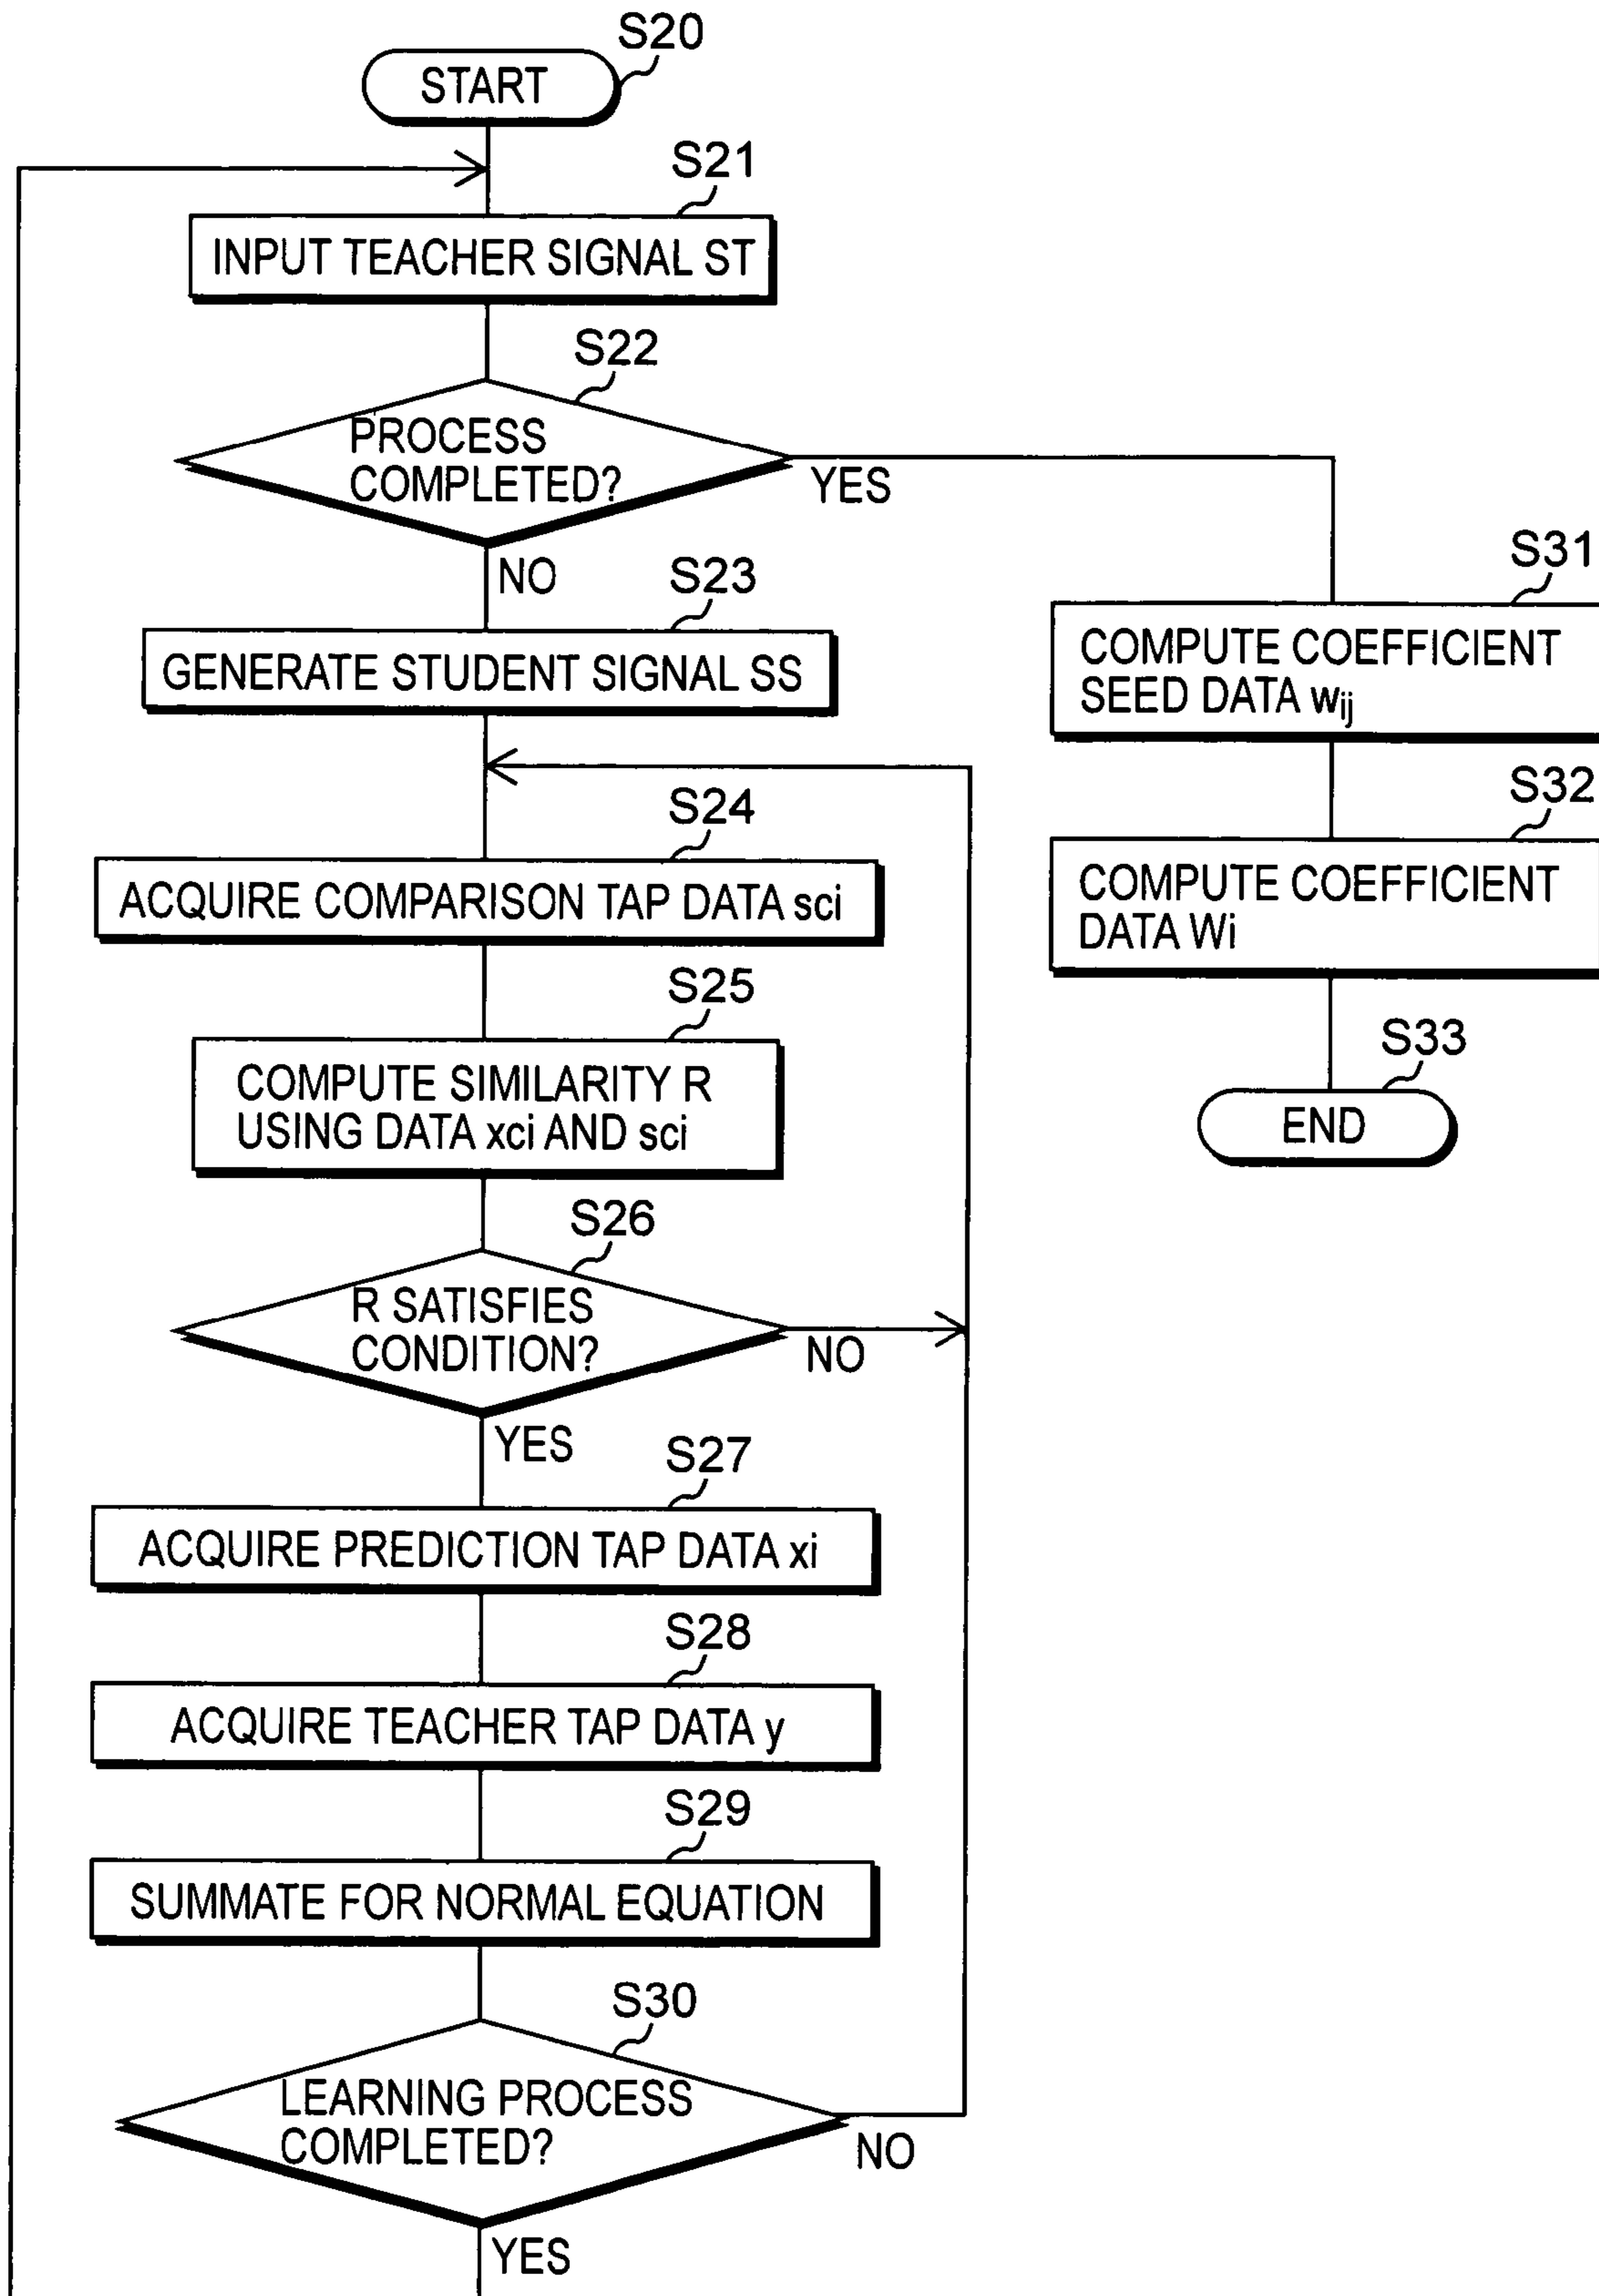 S20
START
S21
INPUT TEACHER SIGNAL ST
S22
PROCESS
COMPLETED?
YES
NO
S23
GENERATE STUDENT SIGNAL SS
S24
ACQUIRE COMPARISON TAP DATA sci
S25
COMPUTE SIMILARITY R
USING DATA xci AND sci
S26
R SATISFIES
CONDITION?
NO
YES
S27
ACQUIRE PREDICTION TAP DATA xi
S28
ACQUIRE TEACHER TAP DATA y
S29
SUMMATE FOR NORMAL EQUATION
S30
LEARNING PROCESS
COMPLETED?
NO
YES
S31
COMPUTE COEFFICIENT
SEED DATA wij
S32
COMPUTE COEFFICIENT
DATA Wi
S33
END